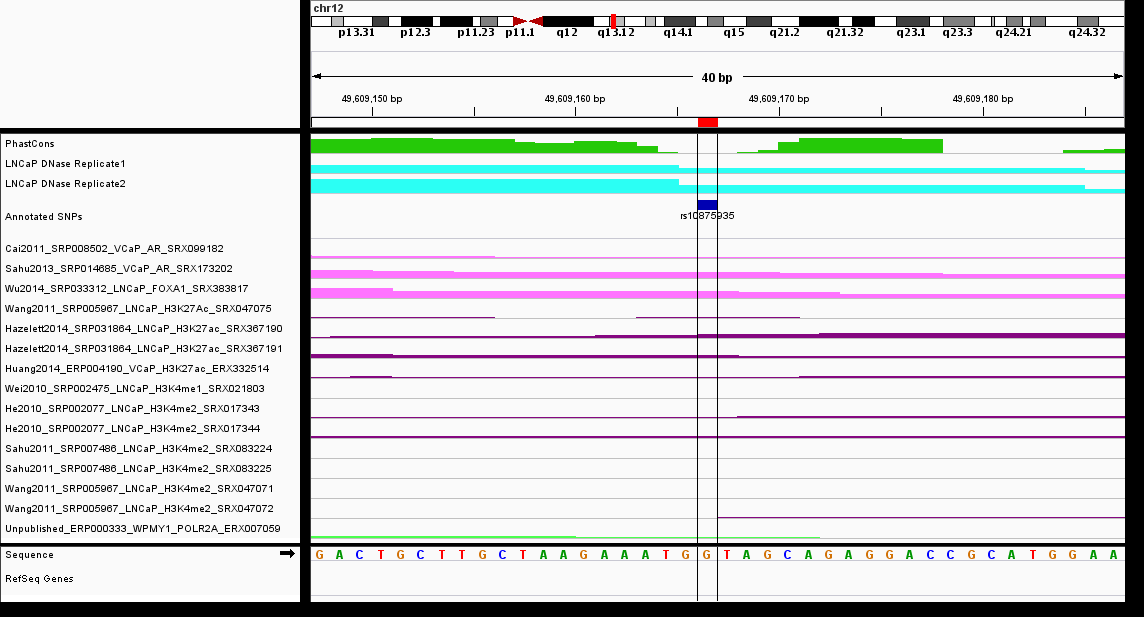 chr12
p13.31 p12.3 p11.23 p11.1 q12 q13.12 q14.1 q15 q21.2 q21.32 q23.1 q23.3 q24.21 q24.32
40 bp
49,609,150 bp 49,609,160 bp 49,609,170 bp 49,609,180 bp
PhastCons
LNCaP DNase Replicate1
LNCaP DNase Replicate2
Annotated SNPs
rs10875935
Cai2011_SRP008502_VCaP_AR_SRX099182
Sahu2013_SRP014685_VCaP_AR_SRX173202
Wu2014_SRP033312_LNCaP_FOXA1_SRX383817
Wang2011_SRP005967_LNCaP_H3K27Ac_SRX047075
Hazelett2014_SRP031864_LNCaP_H3K27ac_SRX367190
Hazelett2014_SRP031864_LNCaP_H3K27ac_SRX367191
Huang2014_ERP004190_VCaP_H3K27ac_ERX332514
Wei2010_SRP002475_LNCaP_H3K4me1_SRX021803
He2010_SRP002077_LNCaP_H3K4me2_SRX017343
He2010_SRP002077_LNCaP_H3K4me2_SRX017344
Sahu2011_SRP007486_LNCaP_H3K4me2_SRX083224
Sahu2011_SRP007486_LNCaP_H3K4me2_SRX083225
Wang2011_SRP005967_LNCaP_H3K4me2_SRX047071
Wang2011_SRP005967_LNCaP_H3K4me2_SRX047072
Unpublished_ERP000333_WPMY1_POLR2A_ERX007059
Sequence G A C T G C T T G C T A A G A A A T G G T A G C A G A G G A C C G C A T G G A A
RefSeq Genes